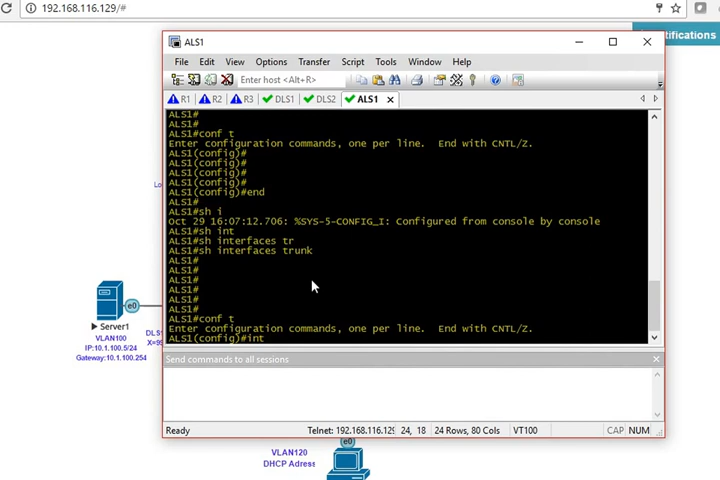 192.168.116.129/#
ifications
ALS1
File Edit View Options Transfer Script Tools Window Help
Enter host <Alt+R>
R1 R2 R3 DLS1 DLS2 ALS1
ALS1#
ALS1#
ALS1#conf t
Enter configuration commands, one per line. End with CNTL/Z.
ALS1(config)#
ALS1(config)#
ALS1(config)#
ALS1(config)#
ALS1(config)#end
ALS1#
ALS1#sh i
Oct 29 16:07:12.706: %SYS-5-CONFIG_I: Configured from console by console
ALS1#sh int
ALS1#sh interfaces tr
ALS1#sh interfaces trunk
ALS1#
ALS1#
ALS1#
ALS1#
ALS1#
ALS1#
ALS1#conf t
Enter configuration commands, one per line. End with CNTL/Z.
ALS1(config)#int
Send commands to all sessions
Ready Telnet: 192.168.116.129 24, 18 24 Rows, 80 Cols VT100 CAP NUM
Lo
e0
Server1
VLAN100
IP:10.1.100.5/24
Gateway:10.1.100.254
DLS1
X=99
e0
VLAN120
DHCP Adress